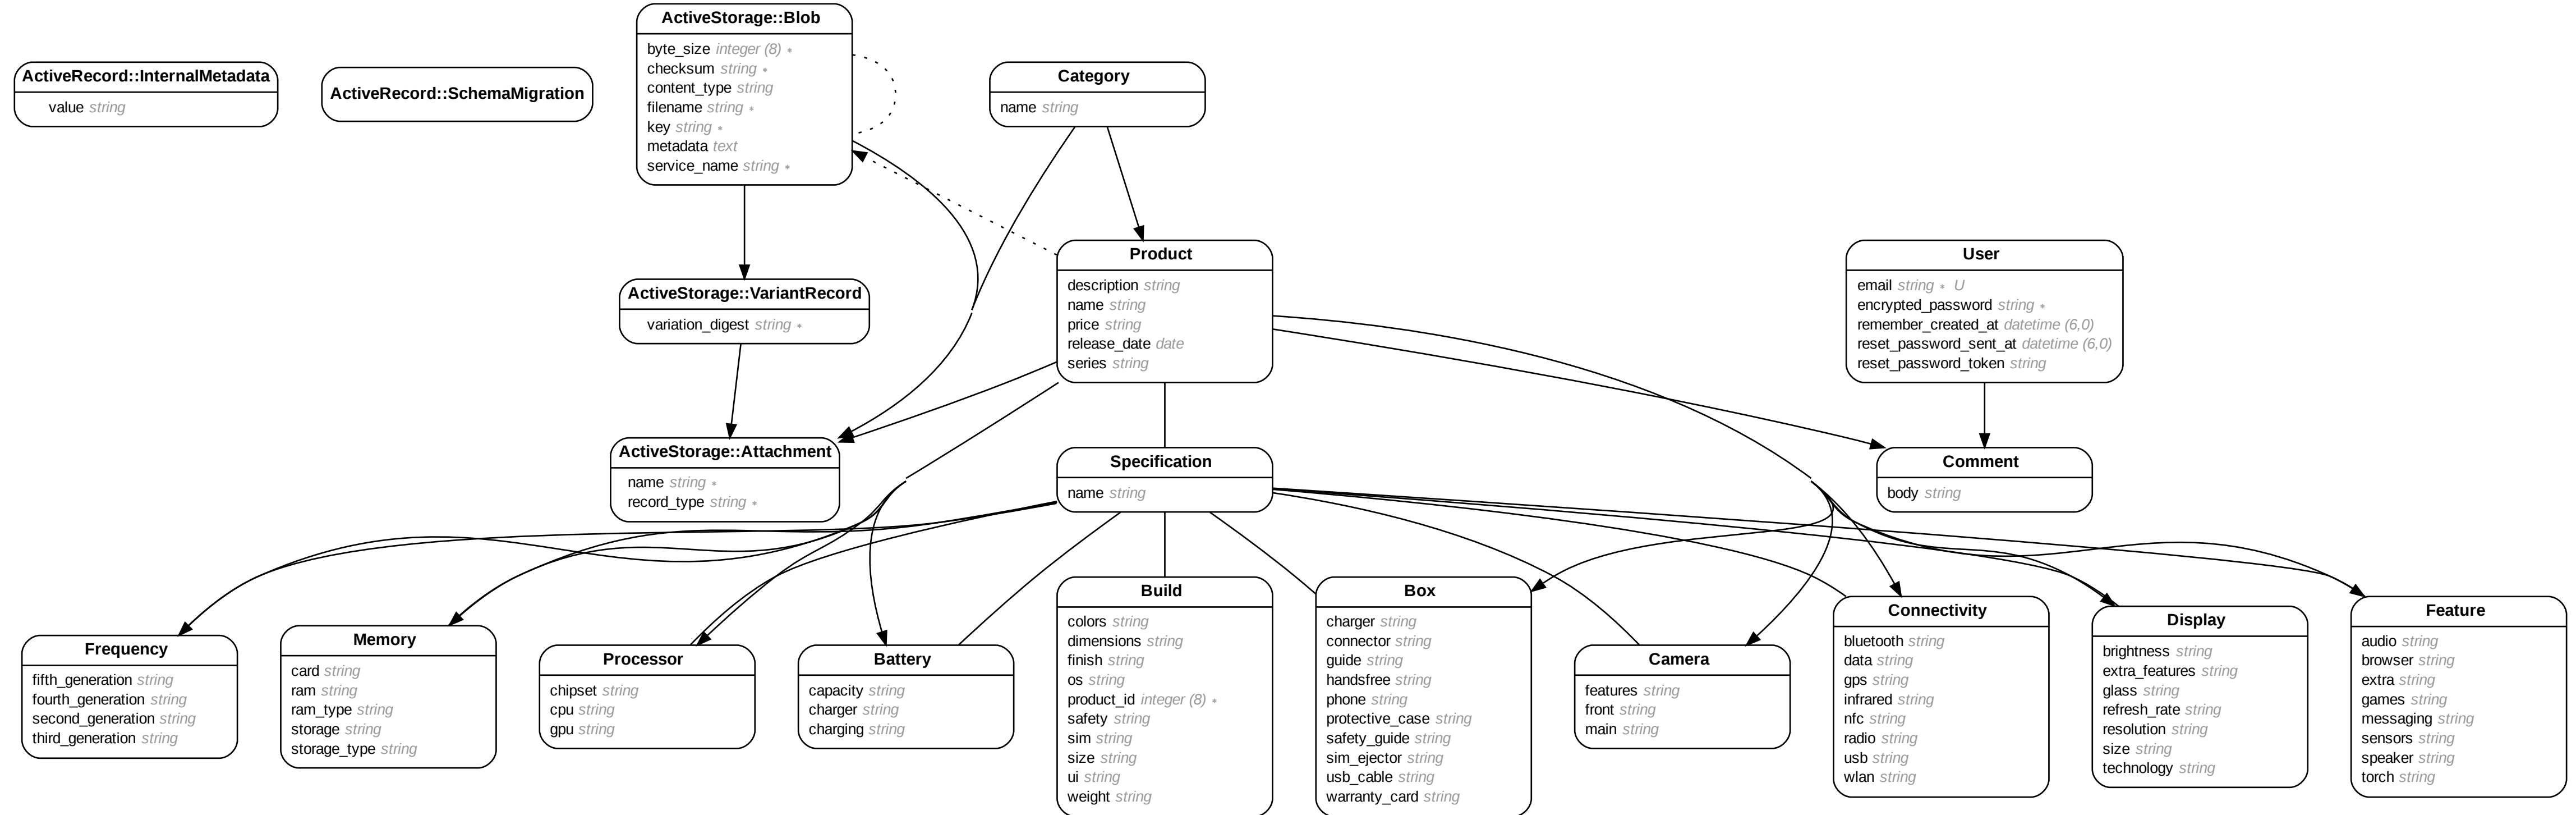 ActiveRecord::InternalMetadata
value string
ActiveRecord::SchemaMigration
ActiveStorage::Blob
byte_size integer (8) ∗
checksum string ∗
content_type string
filename string ∗
key string ∗
metadata text
service_name string ∗
Category
name string
ActiveStorage::VariantRecord
variation_digest string ∗
Product
description string
name string
price string
release_date date
series string
User
email string ∗ U
encrypted_password string ∗
remember_created_at datetime (6,0)
reset_password_sent_at datetime (6,0)
reset_password_token string
ActiveStorage::Attachment
name string ∗
record_type string ∗
Specification
name string
Comment
body string
Frequency
fifth_generation string
fourth_generation string
second_generation string
third_generation string
Memory
card string
ram string
ram_type string
storage string
storage_type string
Processor
chipset string
cpu string
gpu string
Battery
capacity string
charger string
charging string
Build
colors string
dimensions string
finish string
os string
product_id integer (8) ∗
safety string
sim string
size string
ui string
weight string
Box
charger string
connector string
guide string
handsfree string
phone string
protective_case string
safety_guide string
sim_ejector string
usb_cable string
warranty_card string
Camera
features string
front string
main string
Connectivity
bluetooth string
data string
gps string
infrared string
nfc string
radio string
usb string
wlan string
Display
brightness string
extra_features string
glass string
refresh_rate string
resolution string
size string
technology string
Feature
audio string
browser string
extra string
games string
messaging string
sensors string
speaker string
torch string